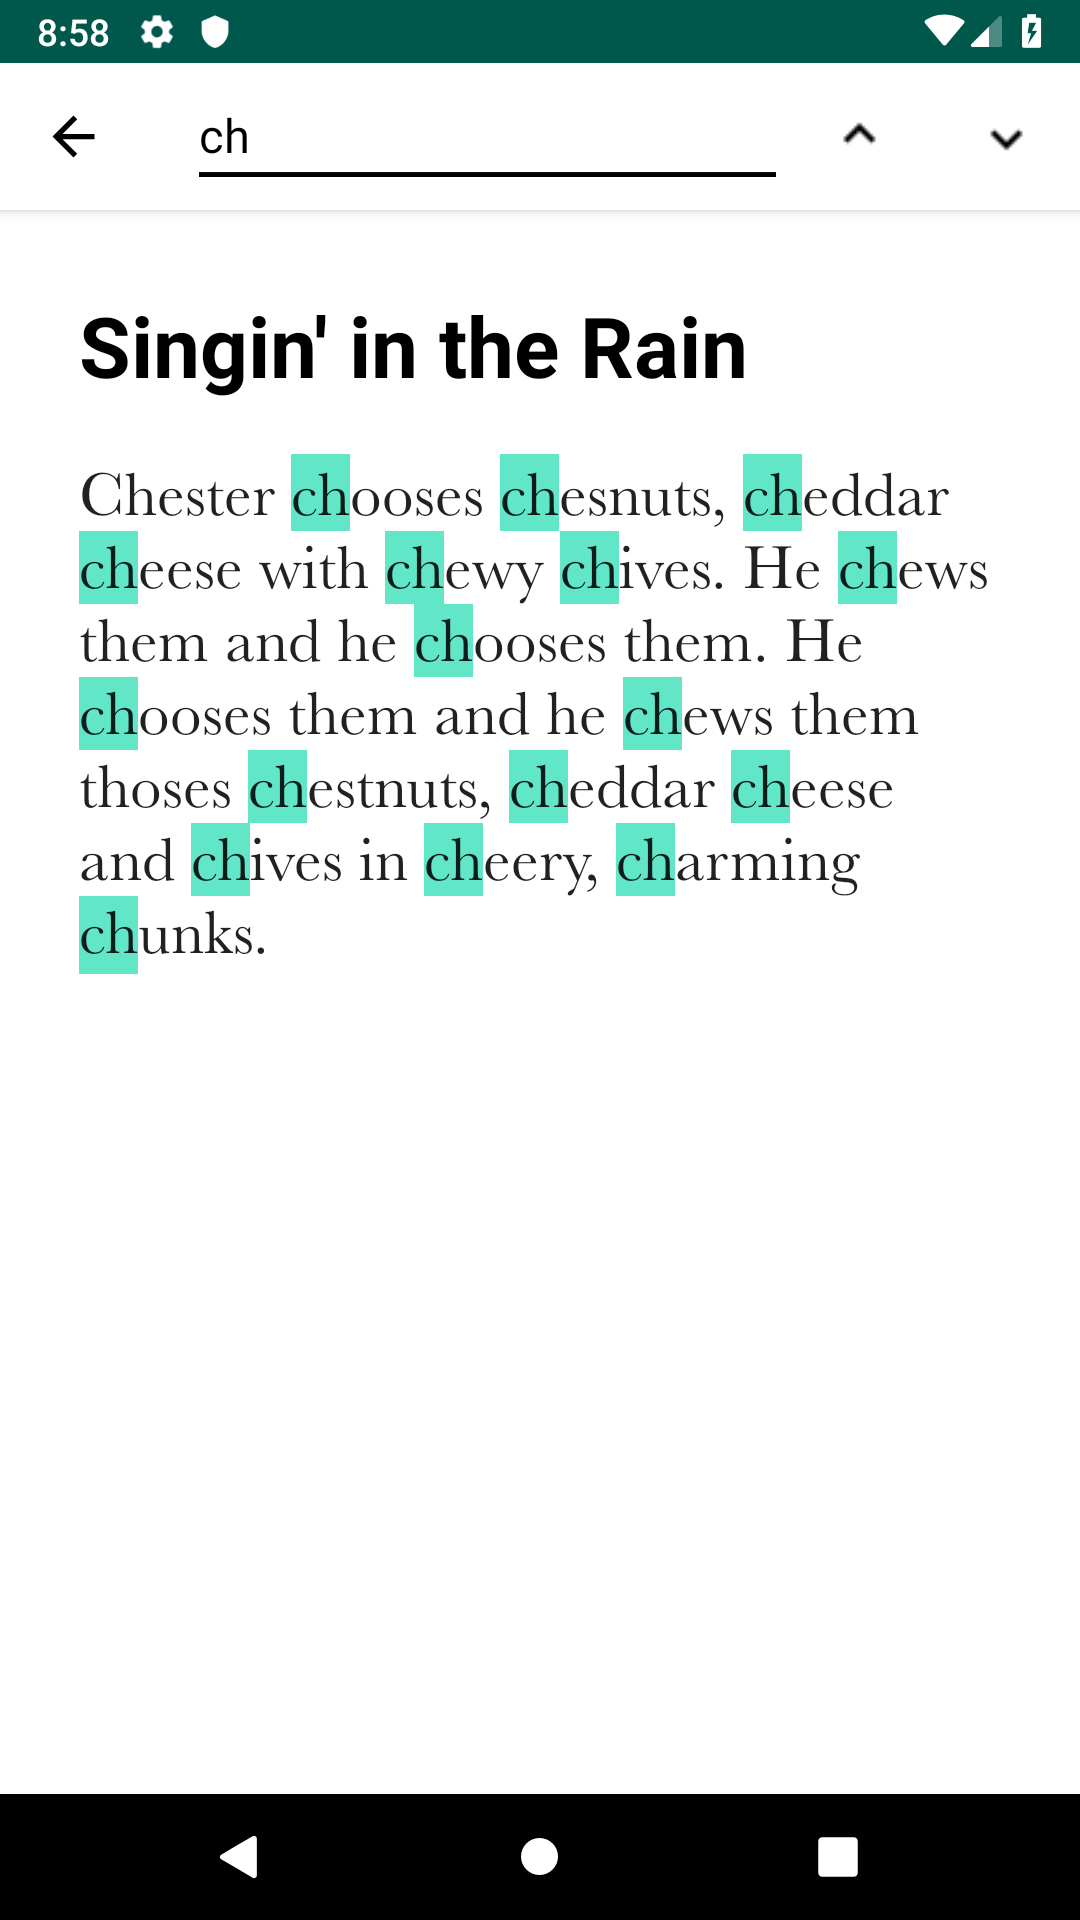 8:58
ch
Singin' in the Rain
Chester chooses chesnuts, cheddar
cheese with chewy chives. He chews
them and he chooses them. He
chooses them and he chews them
thoses chestnuts, cheddar cheese
and chives in cheery, charming
chunks.